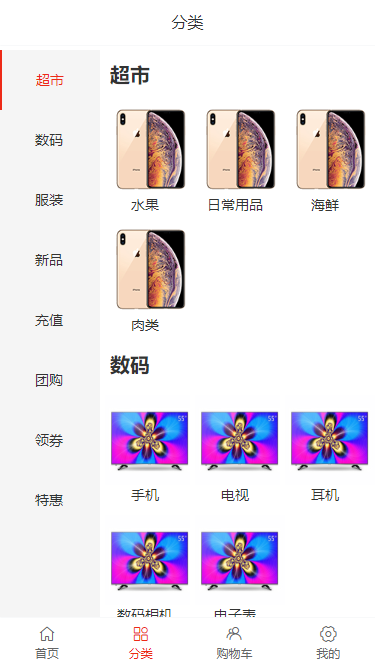 分类
超市
数码
服装
新品
充值
团购
领券
特惠
超市
水果 日常用品 海鲜
肉类
数码
55"
55"
55"
手机 电视 耳机
55"
55"
数码相机 电子表
首页 分类 购物车 我的